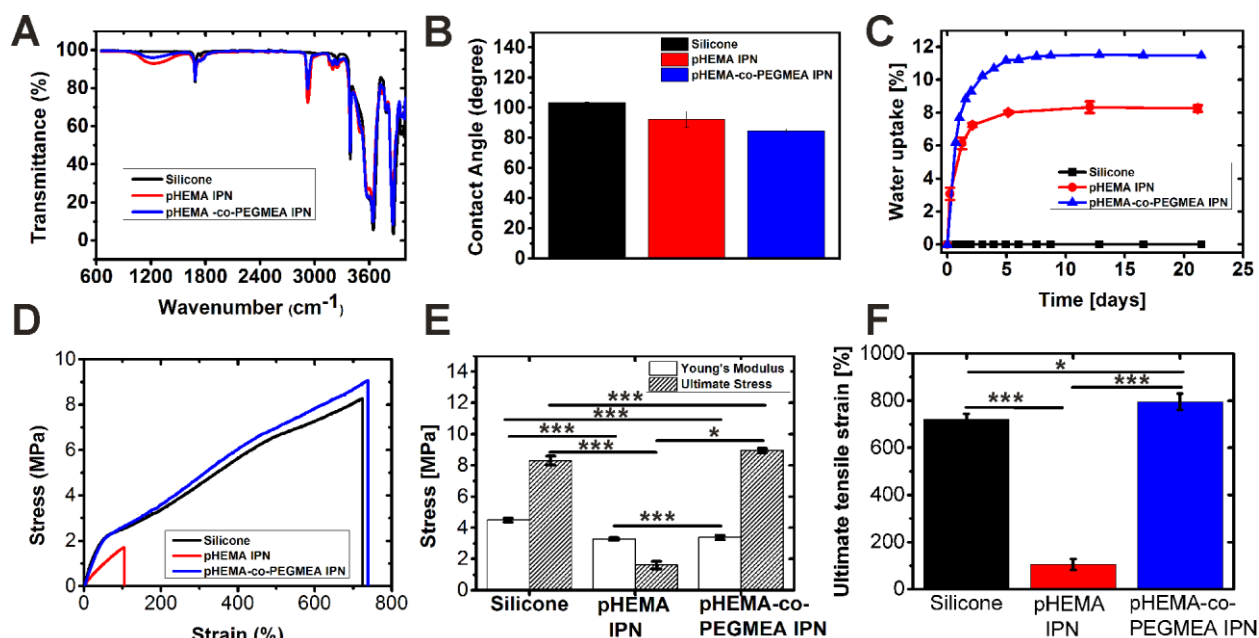 A
100
80
60
40
20
0
Transmittance (%)
Silicone
pHEMA IPN
pHEMA -co-PEGMEA IPN
600 1200 1800 2400 3000 3600
Wavenumber (cm-1)
B
140
120
100
80
60
40
20
0
Contact Angle (degree)
Silicone
pHEMA IPN
pHEMA-co-PEGMEA IPN
C
12
10
8
6
4
2
0
Water uptake [%]
Silicone
pHEMA IPN
pHEMA-co-PEGMEA IPN
0 5 10 15 20 25
Time [days]
D
10
8
6
4
2
0
Stress (MPa)
Silicone
pHEMA IPN
pHEMA-co-PEGMEA IPN
0 200 400 600 800
Strain (%)
E
14
12
10
8
6
4
2
0
Stress [MPa]
Young's Modulus
Ultimate Stress
***
***
***
*
***
***
Silicone pHEMA pHEMA-co-
IPN PEGMEA IPN
F
1000
800
600
400
200
0
Ultimate tensile strain [%]
*
*** ***
Silicone pHEMA pHEMA-co-
IPN PEGMEA IPN